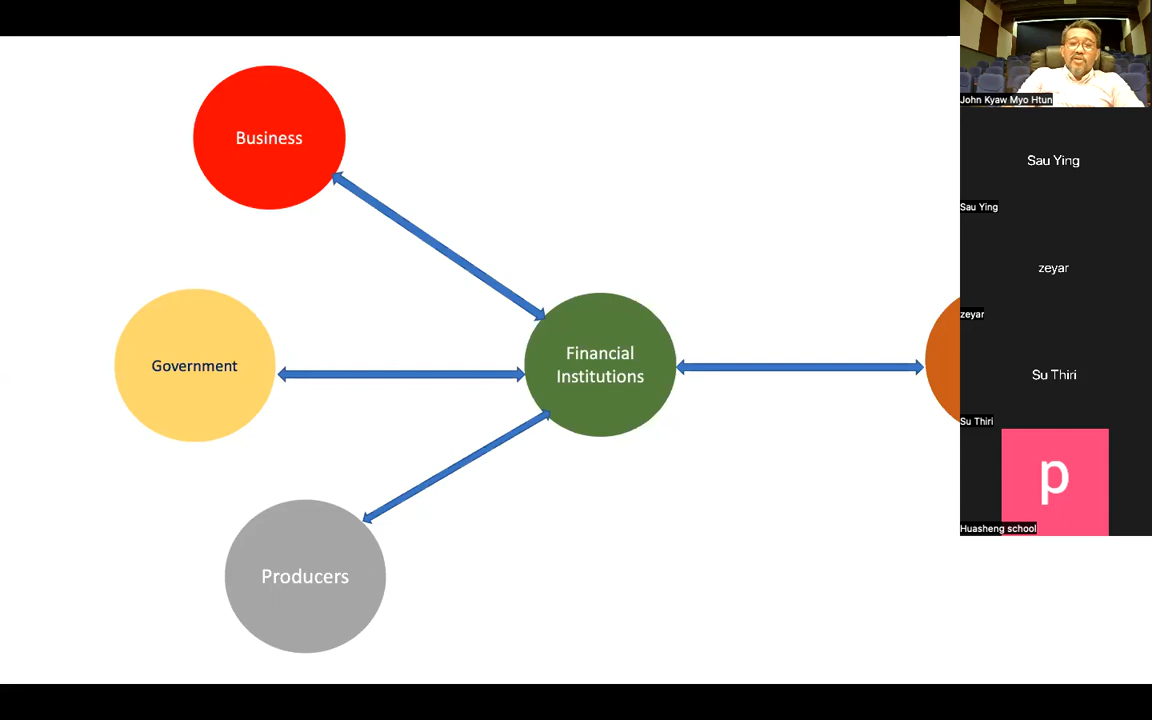 Business
Government
Financial
Institutions
Producers
John Kyaw Myo Htun
Sau Ying
Sau Ying
zeyar
zeyar
Su Thiri
Su Thiri
p
Huasheng school